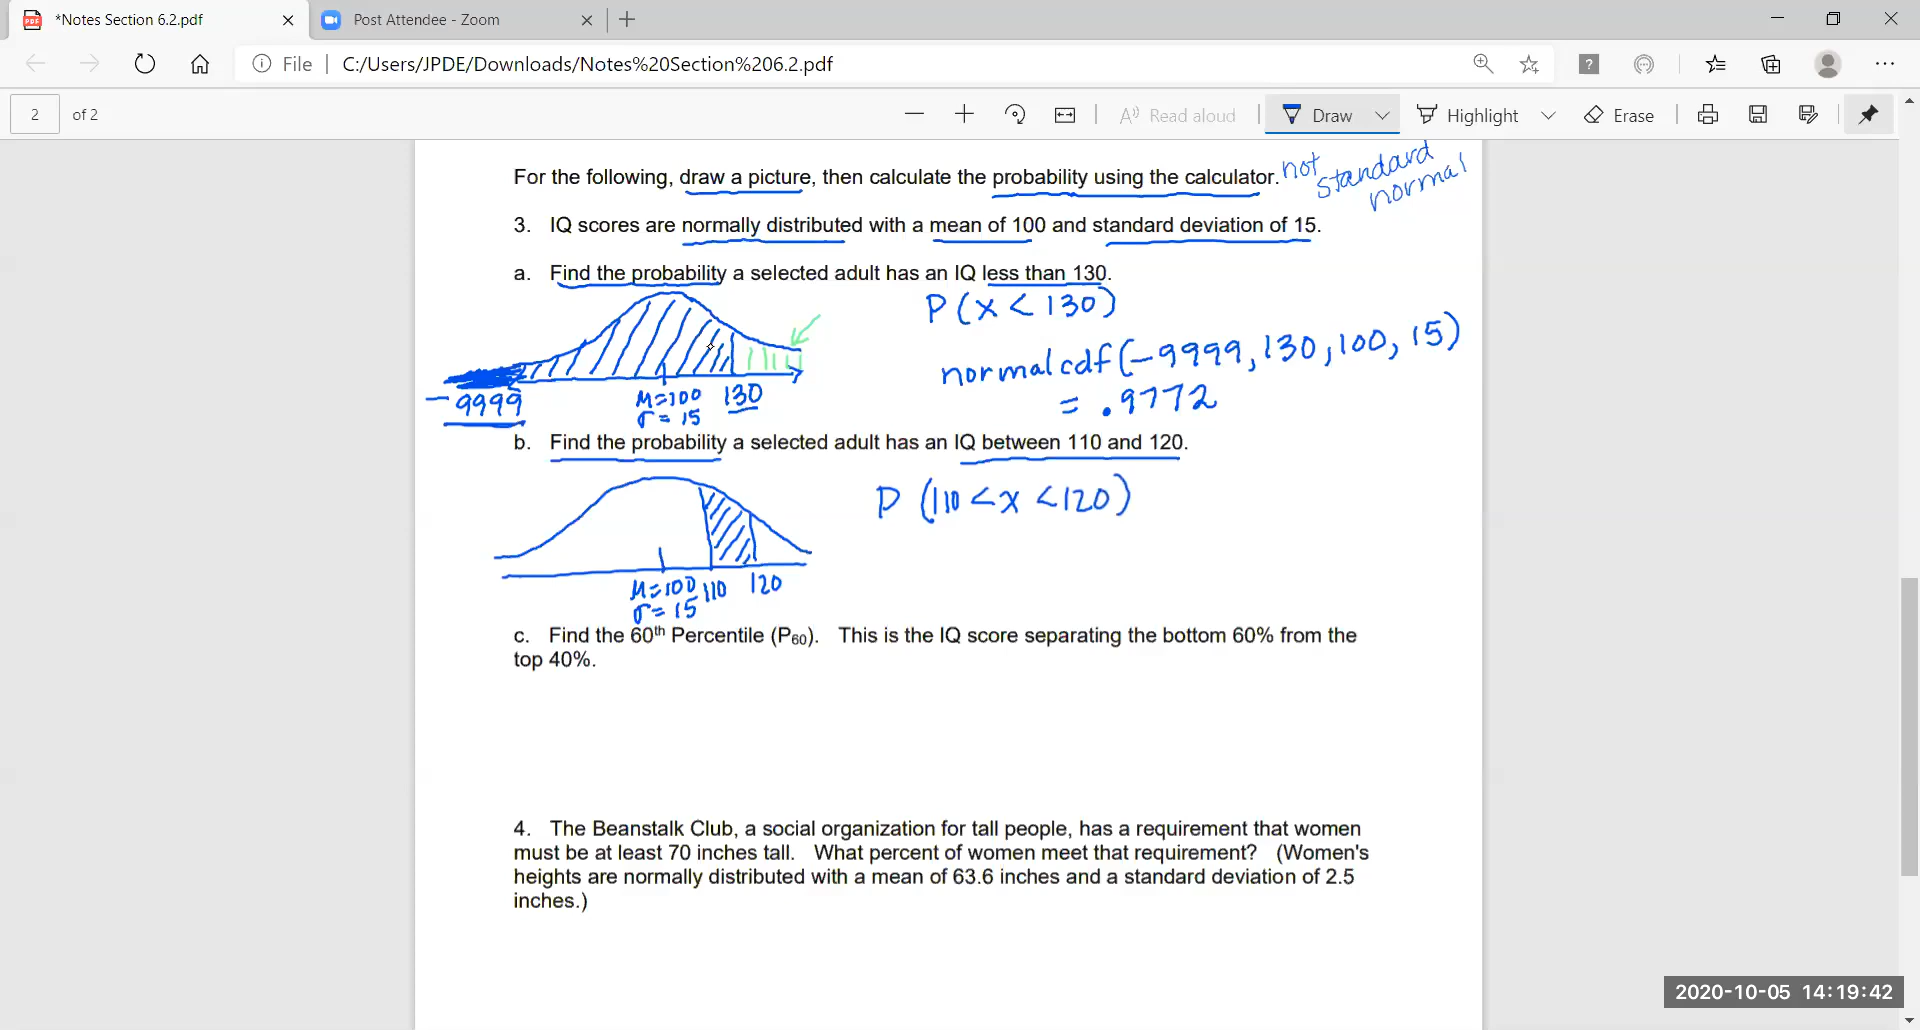 *Notes Section 6.2.pdf
Post Attendee - Zoom
File | C:/Users/JPDE/Downloads/Notes%20Section%206.2.pdf
2 of 2
Read aloud
Draw
Highlight
Erase
For the following, draw a picture, then calculate the probability using the calculator.
not standard normal
3. IQ scores are normally distributed with a mean of 100 and standard deviation of 15.
a. Find the probability a selected adult has an IQ less than 130.
P(x < 130)
normalcdf(-9999,130,100,15)
= .9772
-9999
μ=100 130
σ=15
b. Find the probability a selected adult has an IQ between 110 and 120.
P (110 < x < 120)
μ=100 110 120
σ=15
c. Find the 60th Percentile (P60). This is the IQ score separating the bottom 60% from the
top 40%.
4. The Beanstalk Club, a social organization for tall people, has a requirement that women
must be at least 70 inches tall. What percent of women meet that requirement? (Women's
heights are normally distributed with a mean of 63.6 inches and a standard deviation of 2.5
inches.)
2020-10-05 14:19:42